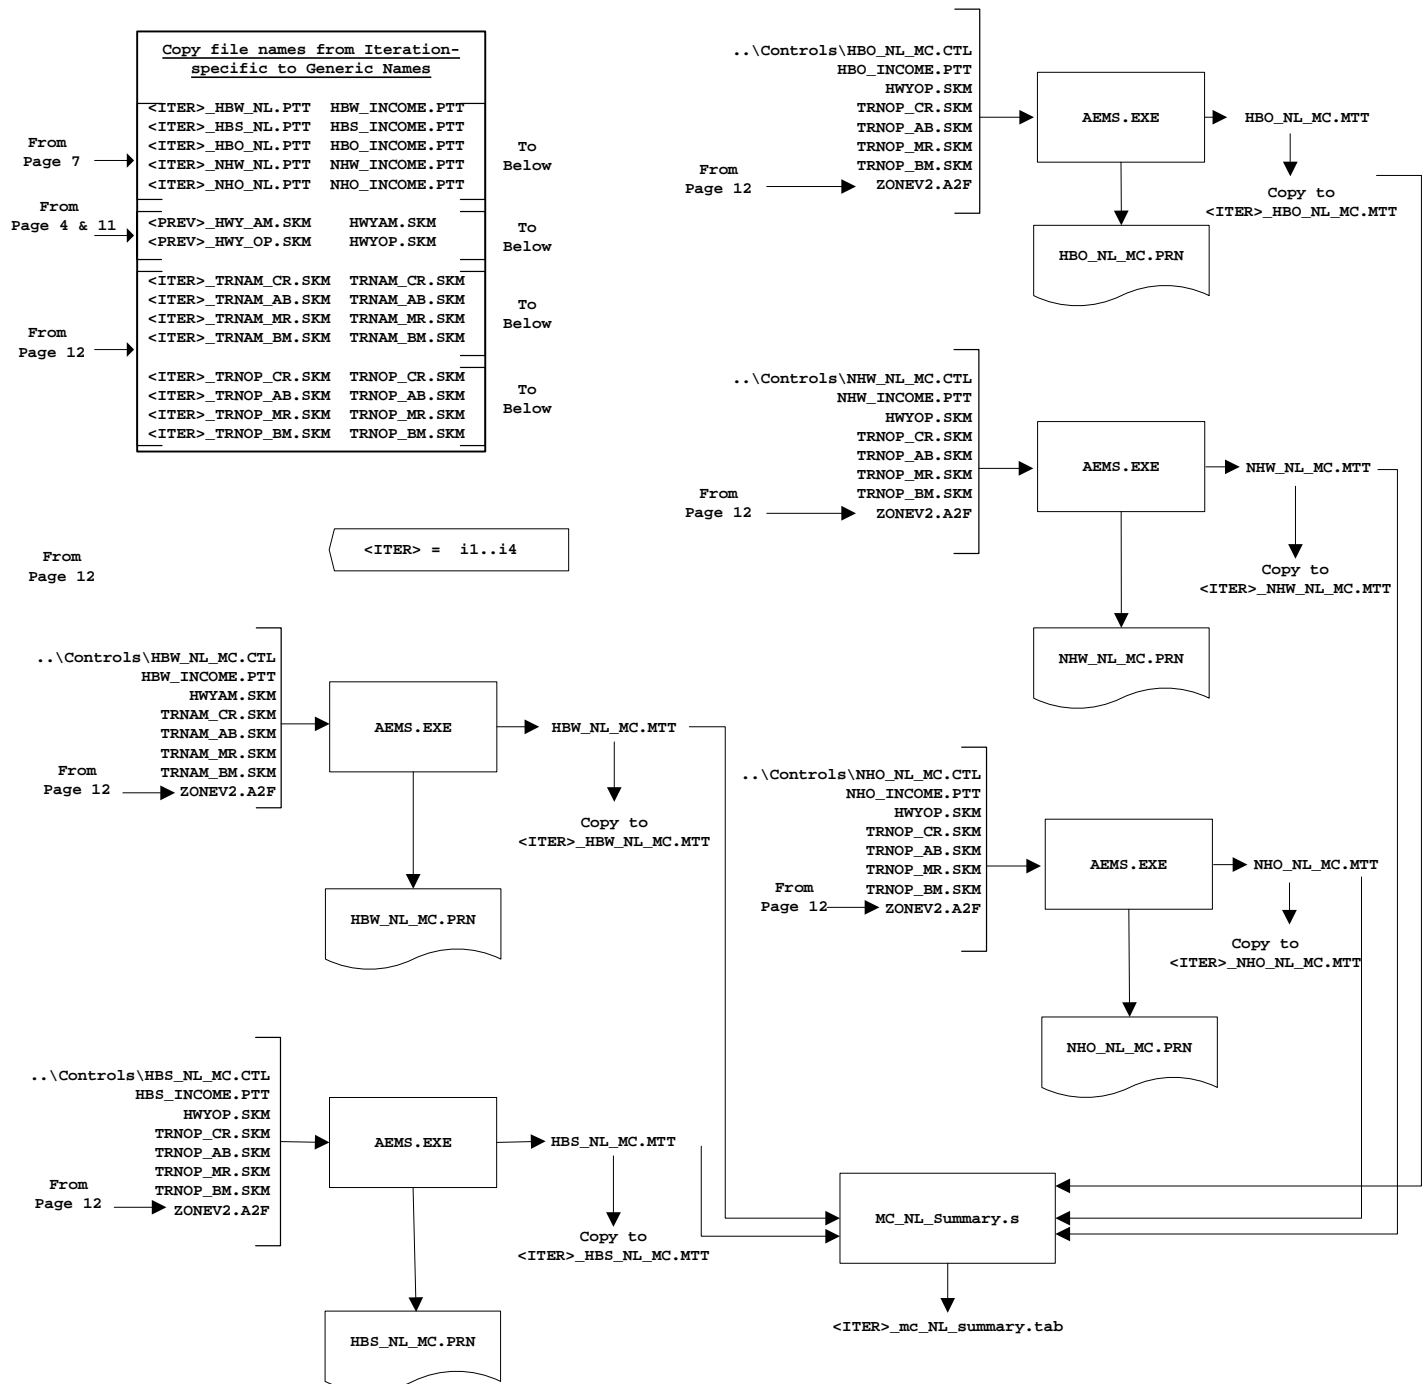 Copy file names from Iteration-
specific to Generic Names
<ITER>_HBW_NL.PTT HBW_INCOME.PTT
<ITER>_HBS_NL.PTT HBS_INCOME.PTT
<ITER>_HBO_NL.PTT HBO_INCOME.PTT
<ITER>_NHW_NL.PTT NHW_INCOME.PTT
<ITER>_NHO_NL.PTT NHO_INCOME.PTT
From
Page 7
To
Below
<PREV>_HWY_AM.SKM HWYAM.SKM
<PREV>_HWY_OP.SKM HWYOP.SKM
From
Page 4 & 11
To
Below
<ITER>_TRNAM_CR.SKM TRNAM_CR.SKM
<ITER>_TRNAM_AB.SKM TRNAM_AB.SKM
<ITER>_TRNAM_MR.SKM TRNAM_MR.SKM
<ITER>_TRNAM_BM.SKM TRNAM_BM.SKM
From
Page 12
To
Below
<ITER>_TRNOP_CR.SKM TRNOP_CR.SKM
<ITER>_TRNOP_AB.SKM TRNOP_AB.SKM
<ITER>_TRNOP_MR.SKM TRNOP_MR.SKM
<ITER>_TRNOP_BM.SKM TRNOP_BM.SKM
To
Below
<ITER> = i1..i4
From
Page 12
..\Controls\HBW_NL_MC.CTL
HBW_INCOME.PTT
HWYAM.SKM
TRNAM_CR.SKM
TRNAM_AB.SKM
TRNAM_MR.SKM
TRNAM_BM.SKM
ZONEV2.A2F
From
Page 12
AEMS.EXE
HBW_NL_MC.MTT
Copy to
<ITER>_HBW_NL_MC.MTT
HBW_NL_MC.PRN
..\Controls\HBS_NL_MC.CTL
HBS_INCOME.PTT
HWYOP.SKM
TRNOP_CR.SKM
TRNOP_AB.SKM
TRNOP_MR.SKM
TRNOP_BM.SKM
ZONEV2.A2F
From
Page 12
AEMS.EXE
HBS_NL_MC.MTT
Copy to
<ITER>_HBS_NL_MC.MTT
HBS_NL_MC.PRN
..\Controls\HBO_NL_MC.CTL
HBO_INCOME.PTT
HWYOP.SKM
TRNOP_CR.SKM
TRNOP_AB.SKM
TRNOP_MR.SKM
TRNOP_BM.SKM
ZONEV2.A2F
From
Page 12
AEMS.EXE
HBO_NL_MC.MTT
Copy to
<ITER>_HBO_NL_MC.MTT
HBO_NL_MC.PRN
..\Controls\NHW_NL_MC.CTL
NHW_INCOME.PTT
HWYOP.SKM
TRNOP_CR.SKM
TRNOP_AB.SKM
TRNOP_MR.SKM
TRNOP_BM.SKM
ZONEV2.A2F
From
Page 12
AEMS.EXE
NHW_NL_MC.MTT
Copy to
<ITER>_NHW_NL_MC.MTT
NHW_NL_MC.PRN
..\Controls\NHO_NL_MC.CTL
NHO_INCOME.PTT
HWYOP.SKM
TRNOP_CR.SKM
TRNOP_AB.SKM
TRNOP_MR.SKM
TRNOP_BM.SKM
ZONEV2.A2F
From
Page 12
AEMS.EXE
NHO_NL_MC.MTT
Copy to
<ITER>_NHO_NL_MC.MTT
NHO_NL_MC.PRN
MC_NL_Summary.s
<ITER>_mc_NL_summary.tab